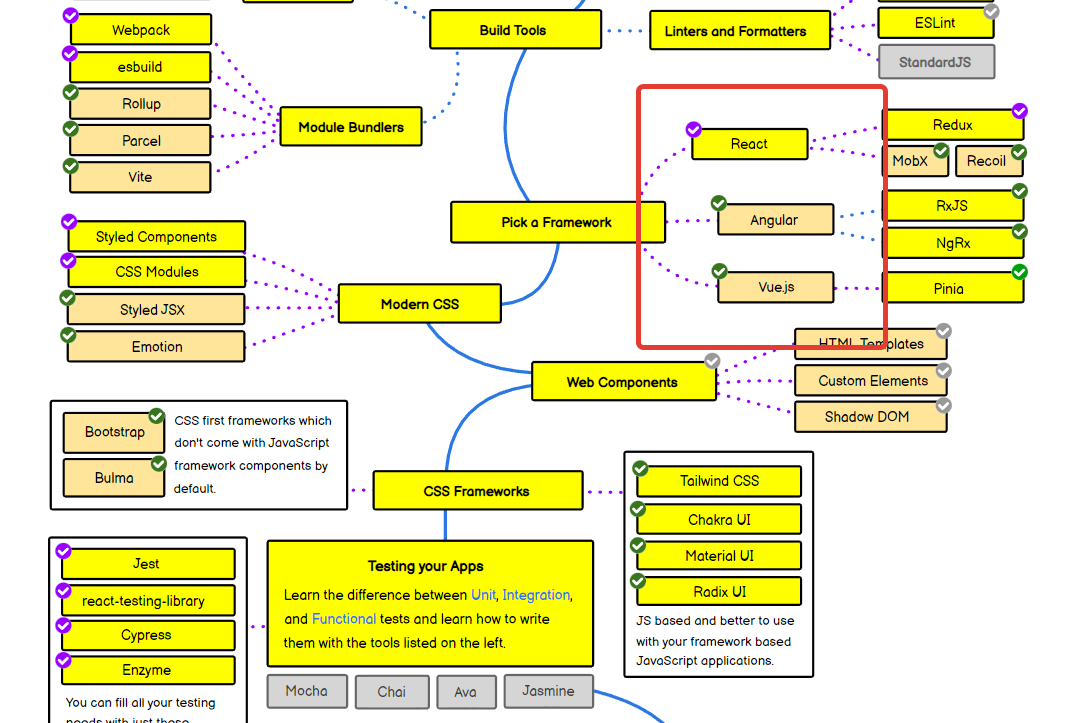 Webpack
esbuild
Rollup
Parcel
Vite
Module Bundlers
Build Tools
Linters and Formatters
ESLint
StandardJS
Pick a Framework
React
Redux
MobX
Recoil
Angular
RxJS
NgRx
Vue.js
Pinia
Styled Components
CSS Modules
Styled JSX
Emotion
Modern CSS
Web Components
HTML Templates
Custom Elements
Shadow DOM
Bootstrap
Bulma
CSS first frameworks which
don't come with JavaScript
framework components by
default.
CSS Frameworks
Tailwind CSS
Chakra UI
Material UI
Radix UI
JS based and better to use
with your framework based
JavaScript applications.
Jest
react-testing-library
Cypress
Enzyme
You can fill all your testing
needs with just these
Testing your Apps
Learn the difference between Unit, Integration,
and Functional tests and learn how to write
them with the tools listed on the left.
Mocha
Chai
Ava
Jasmine